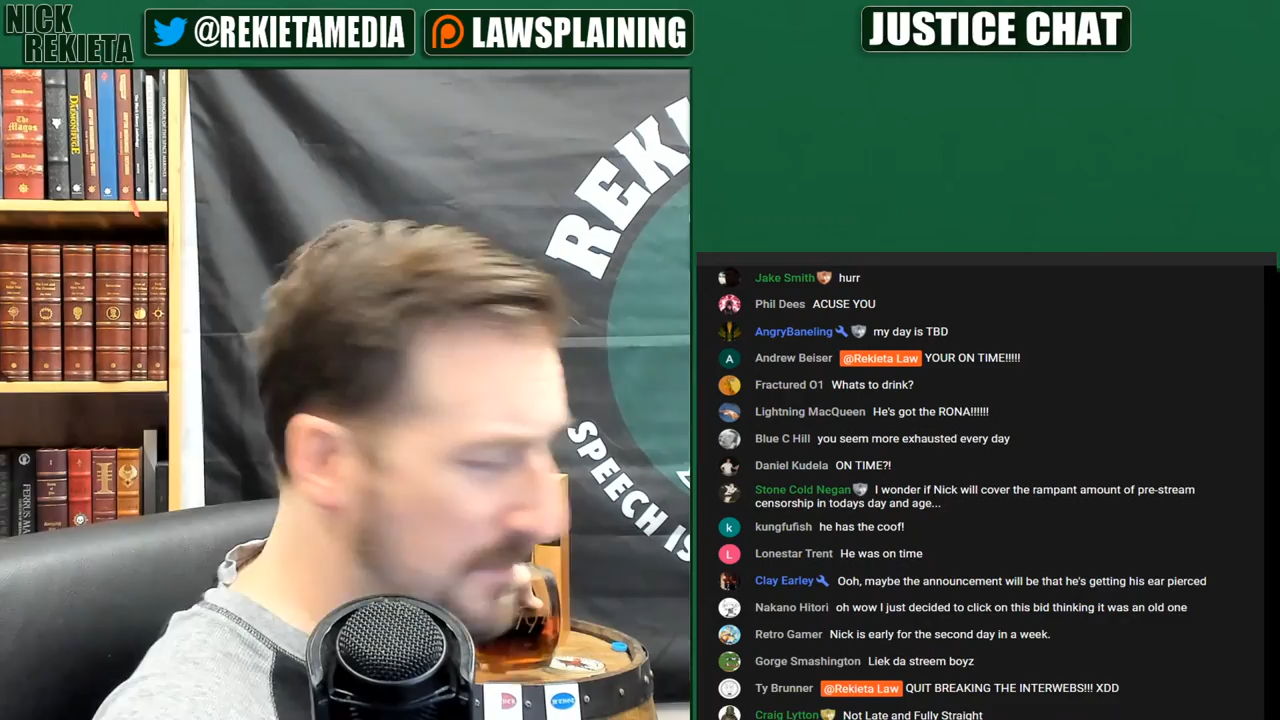 NICK
REKIETA
@REKIETAMEDIA
LAWSPLAINING
JUSTICE CHAT
The
Magos
DÆMONIFUGE
REKI
SPEECH IS
Jake Smith hurr
Phil Dees ACUSE YOU
AngryBaneling my day is TBD
Andrew Beiser @Rekieta Law YOUR ON TIME!!!!!
Fractured O1 Whats to drink?
Lightning MacQueen He's got the RONA!!!!!!
Blue C Hill you seem more exhausted every day
Daniel Kudela ON TIME?!
Stone Cold Negan I wonder if Nick will cover the rampant amount of pre-stream
censorship in todays day and age...
kungfufish he has the coof!
Lonestar Trent He was on time
Clay Earley Ooh, maybe the announcement will be that he's getting his ear pierced
Nakano Hitori oh wow I just decided to click on this bid thinking it was an old one
Retro Gamer Nick is early for the second day in a week.
Gorge Smashington Liek da streem boyz
Ty Brunner @Rekieta Law QUIT BREAKING THE INTERWEBS!!! XDD
Craig Lytton Not Late and Fully Straight